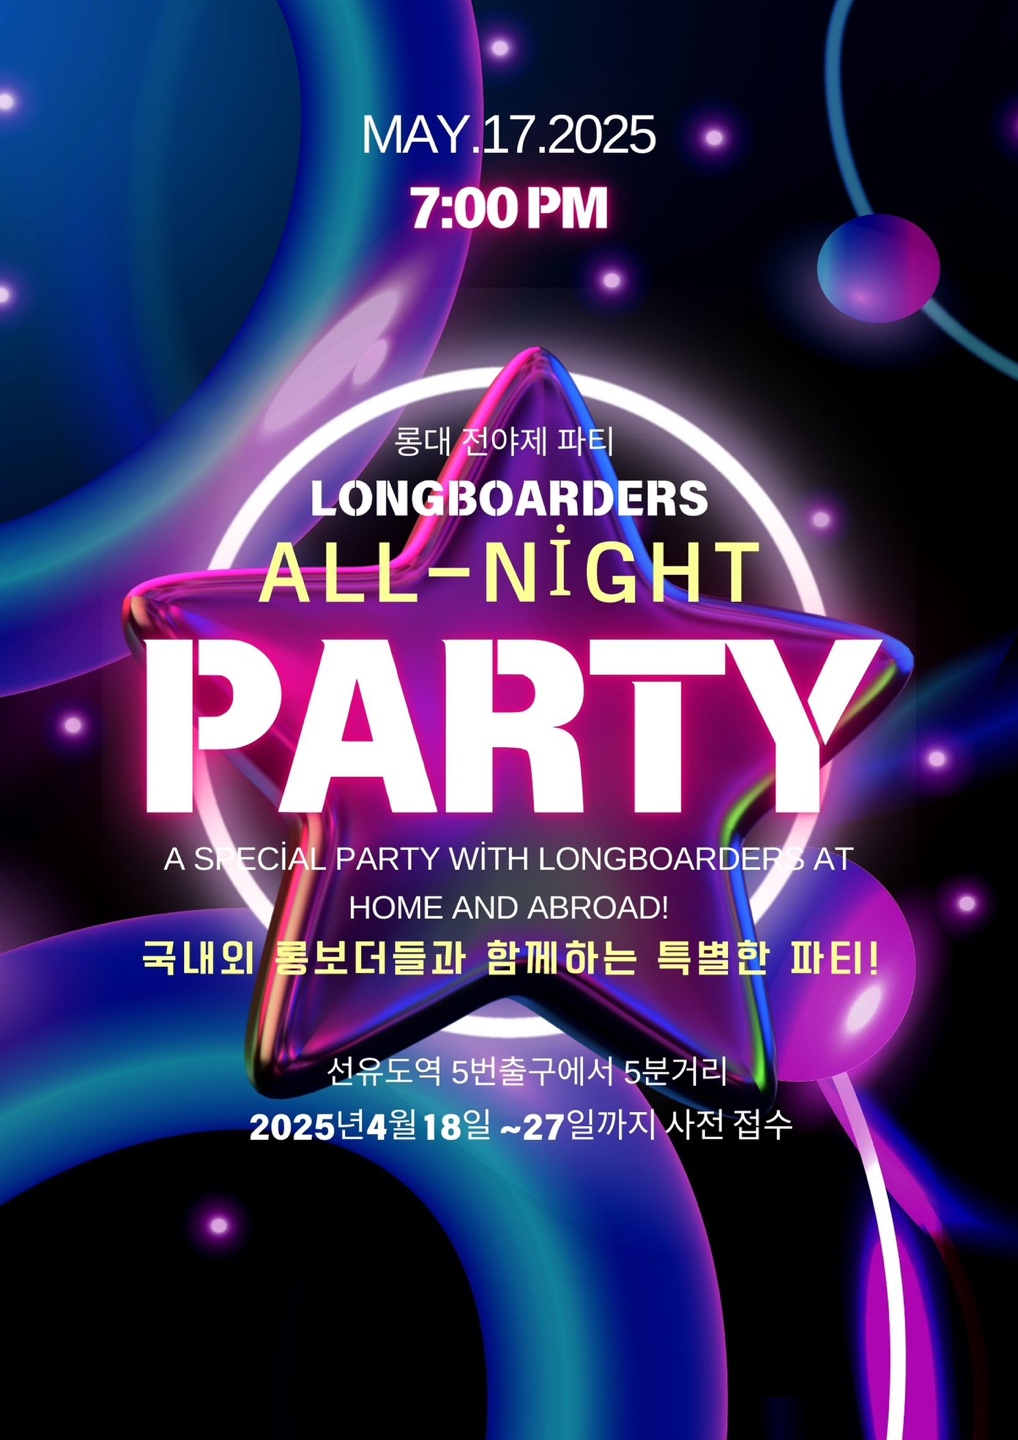 MAY.17.2025
7:00 PM
롱대 전야제 파티
LONGBOARDERS
ALL-NİGHT
PARTY
A SPECİAL PARTY WİTH LONGBOARDERS AT
HOME AND ABROAD!
국내외 롱보더들과 함께하는 특별한 파티!
선유도역 5번출구에서 5분거리
2025년4월18일 ~27일까지 사전 접수